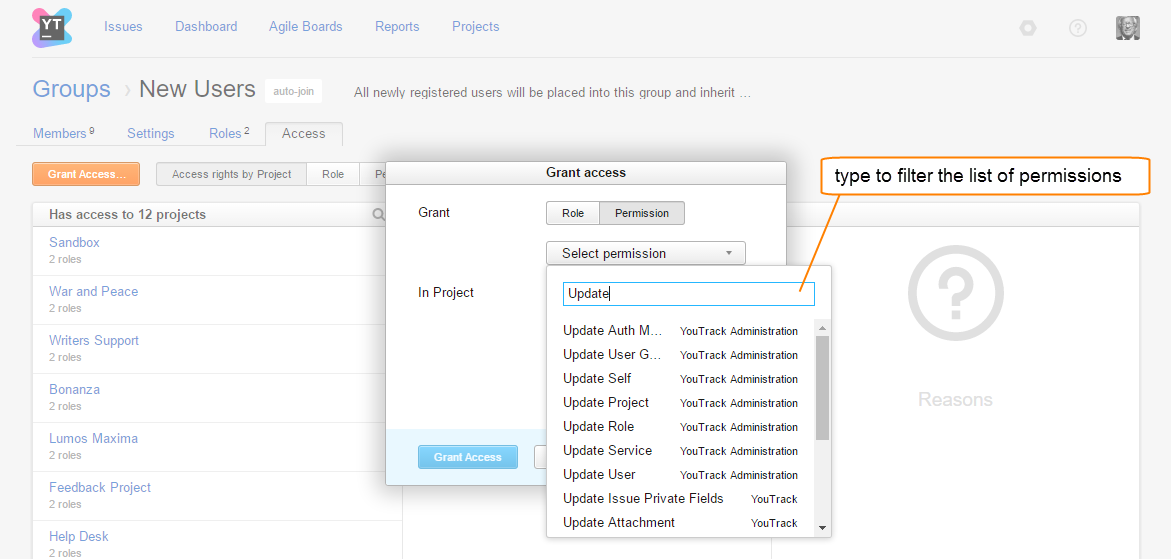 YT
Issues Dashboard Agile Boards Reports Projects
Groups › New Users auto-join All newly registered users will be placed into this group and inherit ...
Members 9 Settings Roles 2 Access
Grant Access... Access rights by Project Role Pe
Grant access
type to filter the list of permissions
Has access to 12 projects
Sandbox
2 roles
War and Peace
2 roles
Writers Support
2 roles
Bonanza
2 roles
Lumos Maxima
2 roles
Feedback Project
2 roles
Help Desk
2 roles
Grant Role Permission
Select permission
In Project
Update
Update Auth M... YouTrack Administration
Update User G... YouTrack Administration
Update Self YouTrack Administration
Update Project YouTrack Administration
Update Role YouTrack Administration
Update Service YouTrack Administration
Update User YouTrack Administration
Update Issue Private Fields YouTrack
Update Attachment YouTrack
Grant Access
?
Reasons